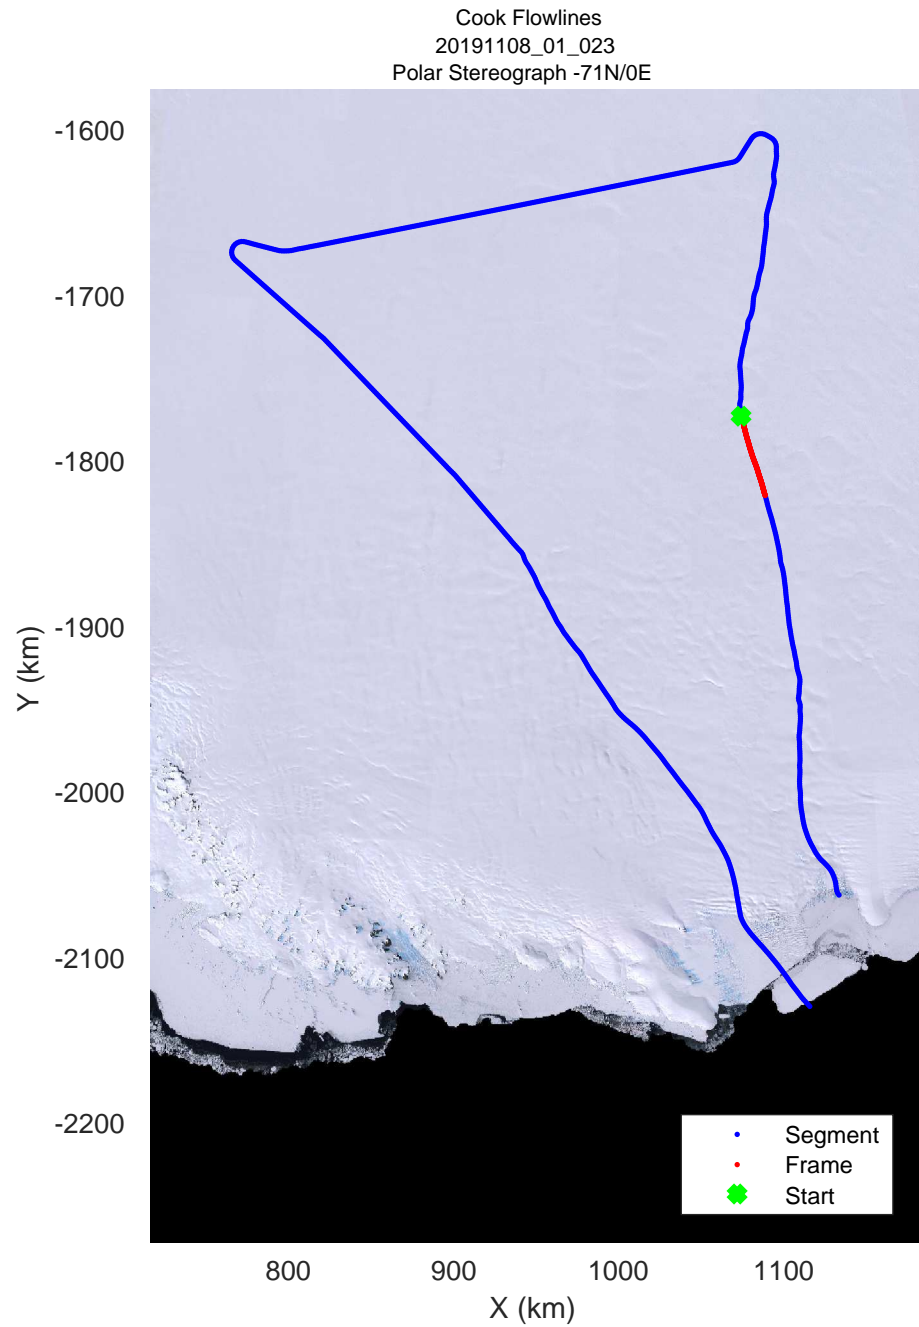 Cook Flowlines
20191108_01_023
Polar Stereograph -71N/0E
-1600
-1700
-1800
-1900
-2000
-2100
-2200
Y (km)
800 900 1000 1100
X (km)
Segment
Frame
Start